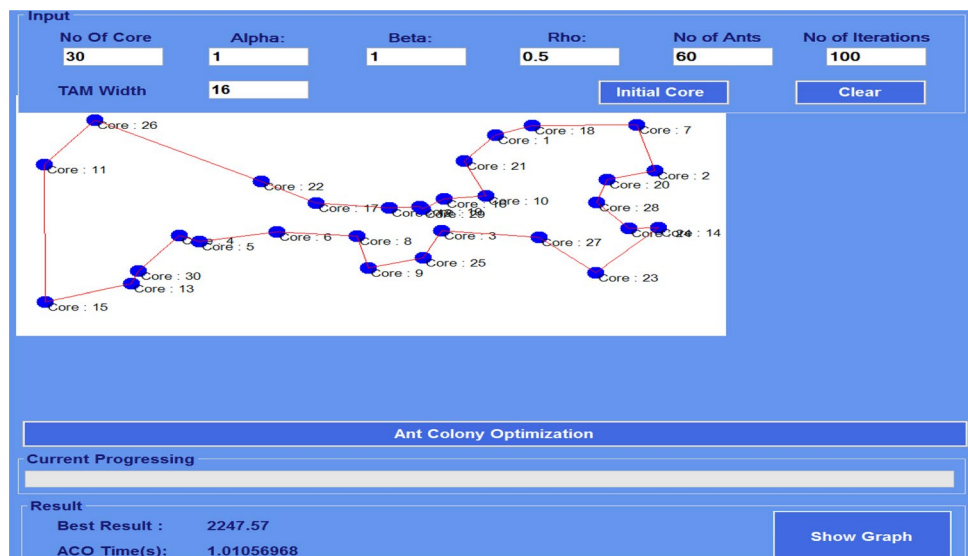 Input
No Of Core Alpha: Beta: Rho: No of Ants No of Iterations
30 1 1 0.5 60 100
TAM Width 16 Initial Core Clear
Core : 26
Core : 18
Core : 7
Core : 1
Core : 11
Core : 21
Core : 2
Core : 22
Core : 20
Core : 10
Core : 17
Core : 28
Core : 4
Core : 5
Core : 6
Core : 8
Core : 3
Core : 27
Core : 14
Core : 9
Core : 25
Core : 30
Core : 23
Core : 13
Core : 15
Ant Colony Optimization
Current Progressing
Result
Best Result : 2247.57
ACO Time(s): 1.01056968
Show Graph